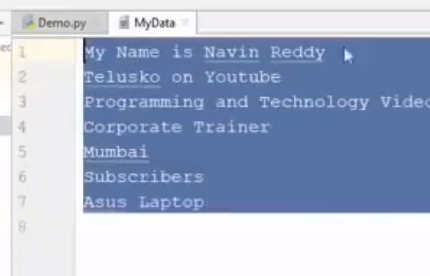 Demo.py MyData
1 My Name is Navin Reddy
2 Telusko on Youtube
3 Programming and Technology Video
4 Corporate Trainer
5 Mumbai
6 Subscribers
7 Asus Laptop
8